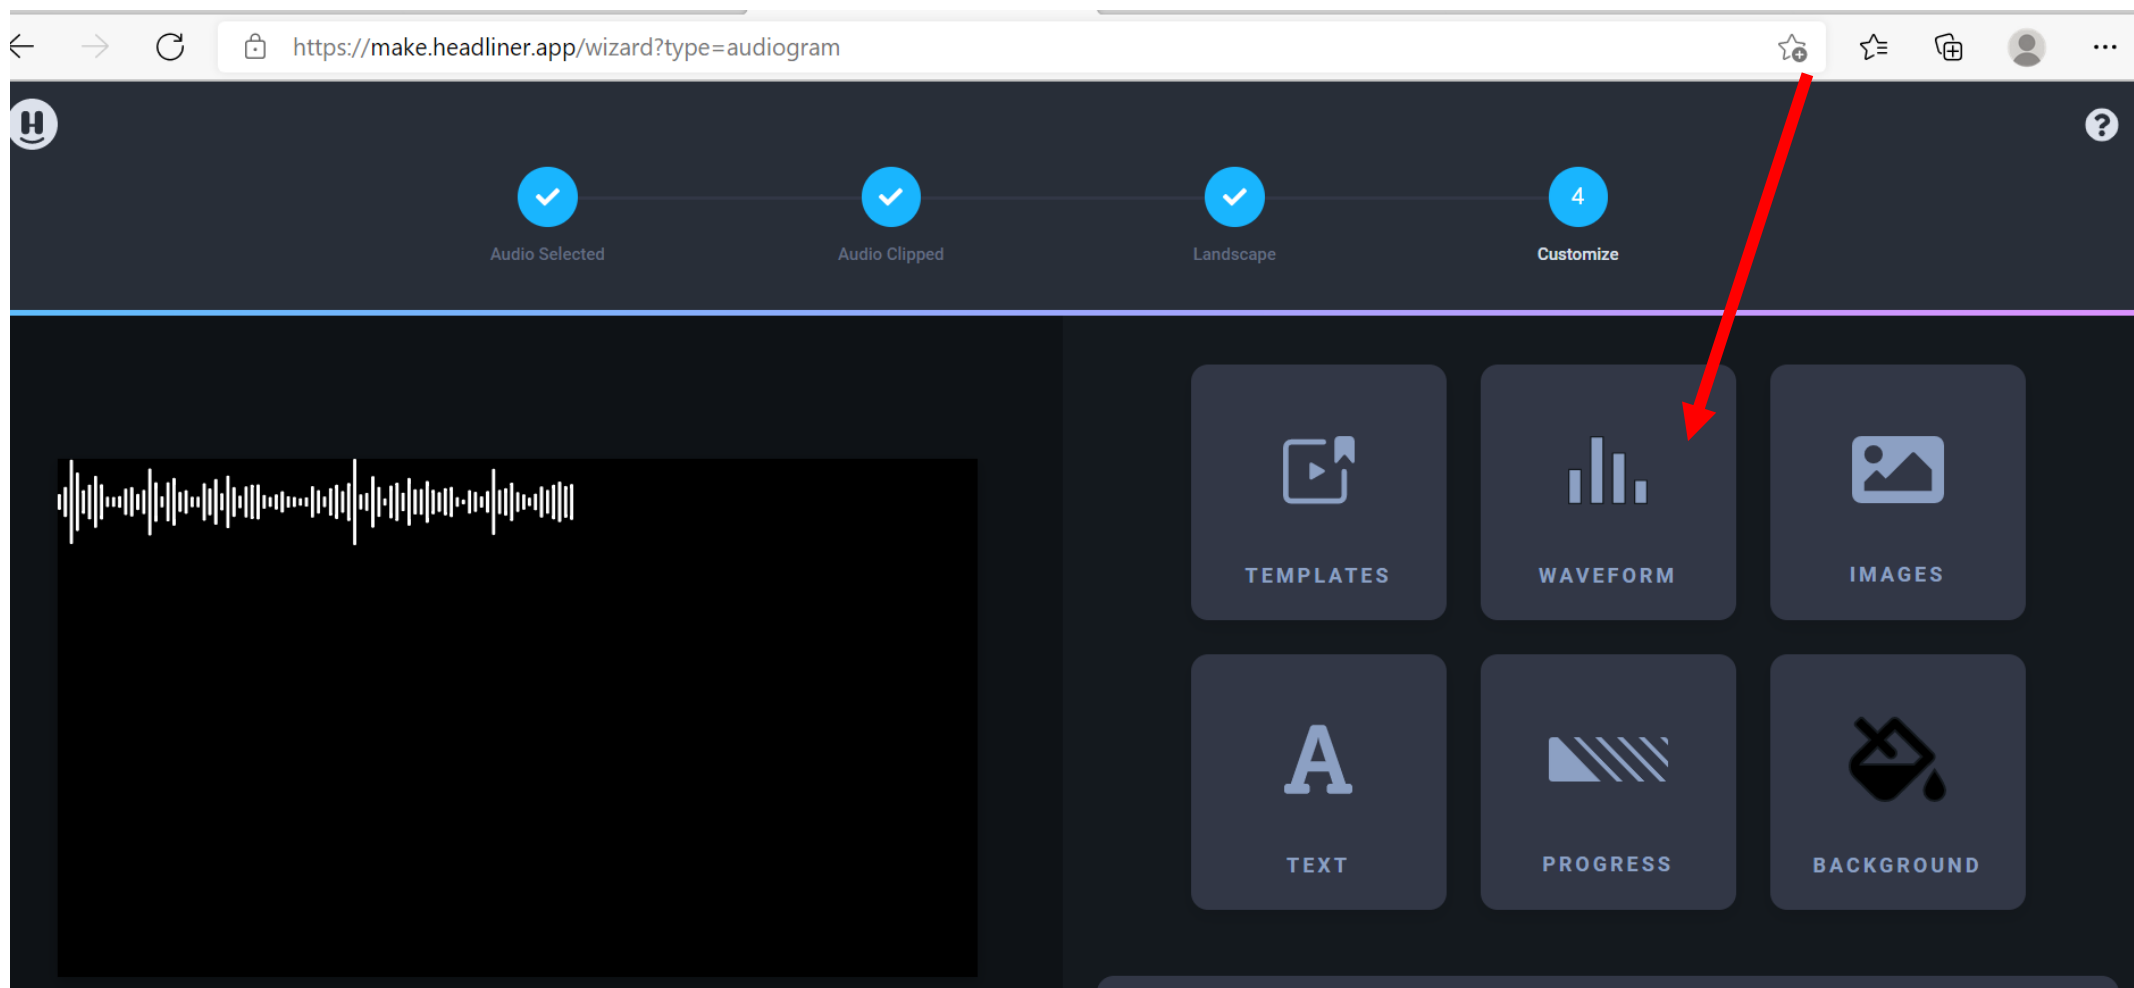 https://make.headliner.app/wizard?type=audiogram
H
?
4
Audio Selected
Audio Clipped
Landscape
Customize
TEMPLATES
WAVEFORM
IMAGES
A
TEXT
PROGRESS
BACKGROUND